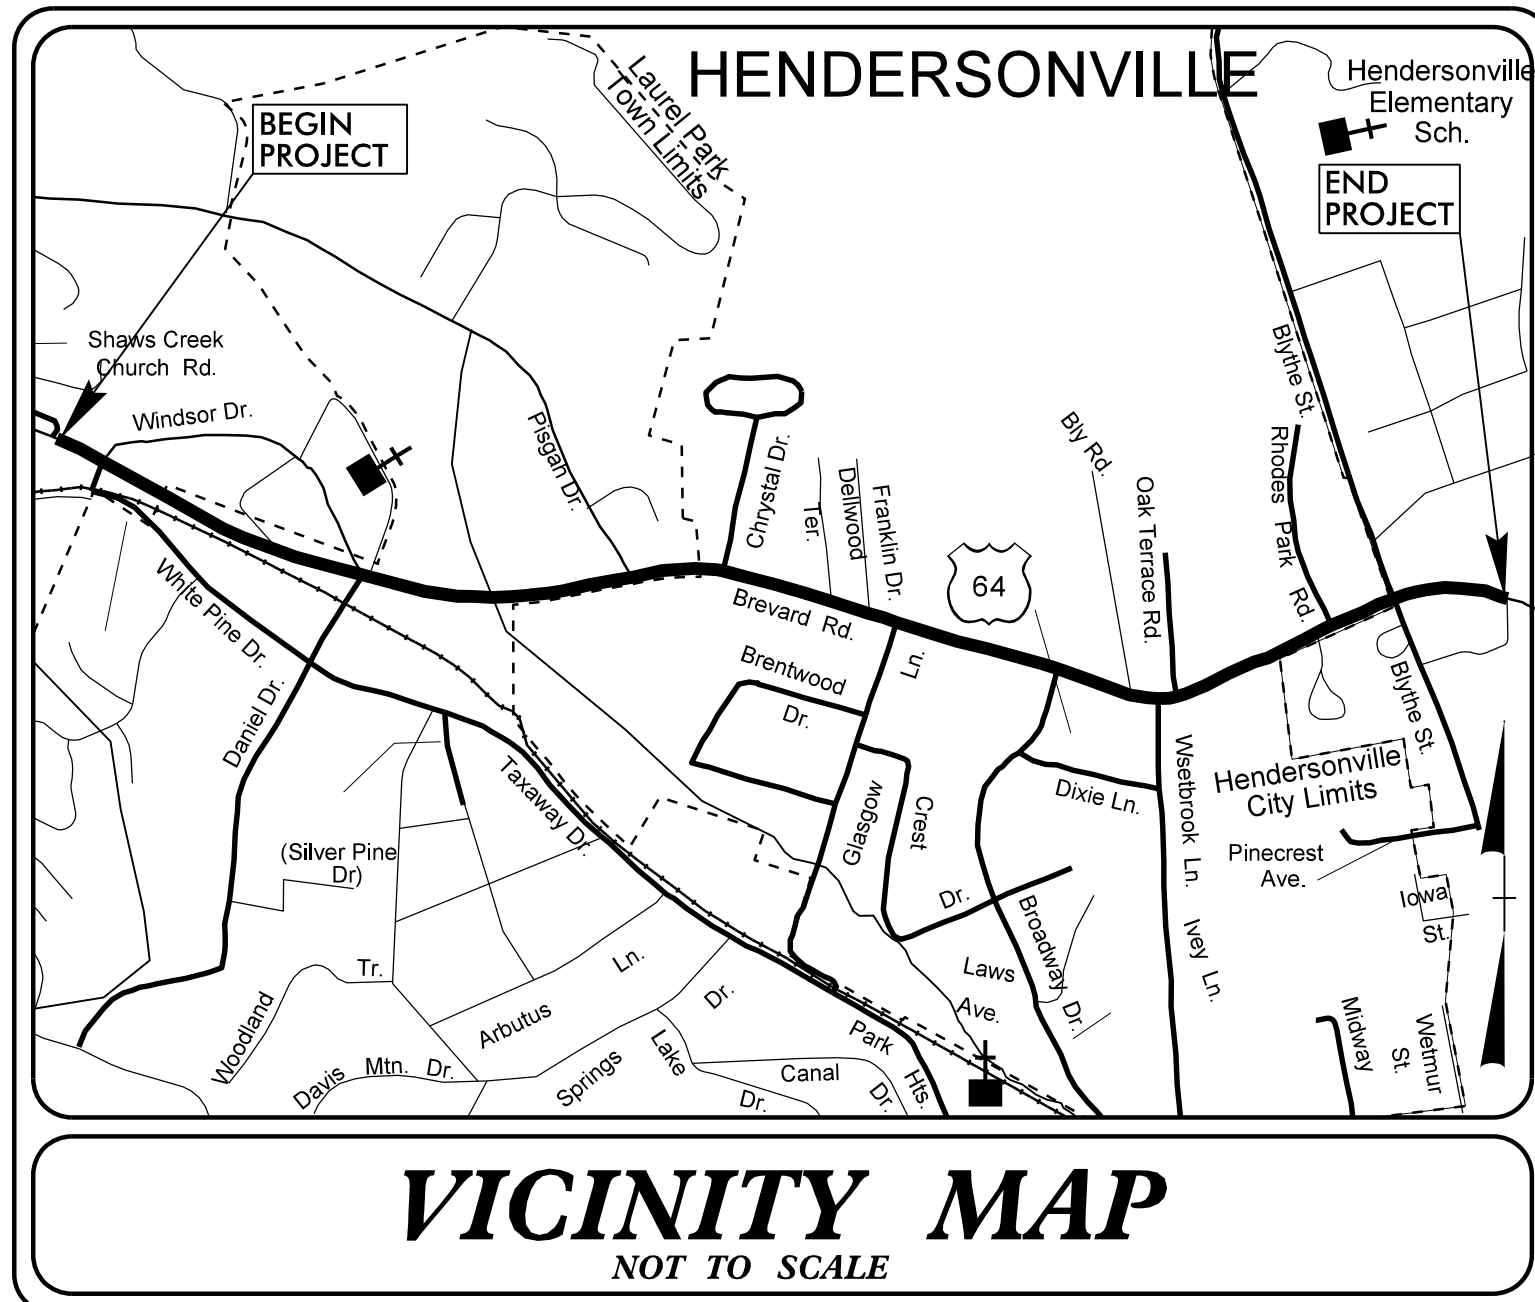 HENDERSONVILLE
Laurel Park
Town Limits
Hendersonville
Elementary
Sch.
BEGIN
PROJECT
END
PROJECT
Shaws Creek
Church Rd.
Windsor Dr.
Pisgah Dr.
Chrystal Dr.
Dellwood
Ter.
Franklin Dr.
64
Bly Rd.
Oak Terrace Rd.
Rhodes Park Rd.
Blythe St.
White Pine Dr.
Daniel Dr.
Brevard Rd.
Brentwood
Dr.
Ln.
Glasgow
Crest
Dr.
Dixie Ln.
Wsetbrook Ln.
Ivey Ln.
Blythe St.
Hendersonville
City Limits
Pinecrest
Ave.
Iowa
St.
Taxaway Dr.
(Silver Pine
Dr)
Woodland
Tr.
Arbutus
Ln.
Davis
Mtn. Dr.
Springs
Dr.
Lake
Dr.
Canal
Dr.
Park
Hts.
Laws
Ave.
Broadway Dr.
Midway
St.
Wetmur
VICINITY MAP
NOT TO SCALE